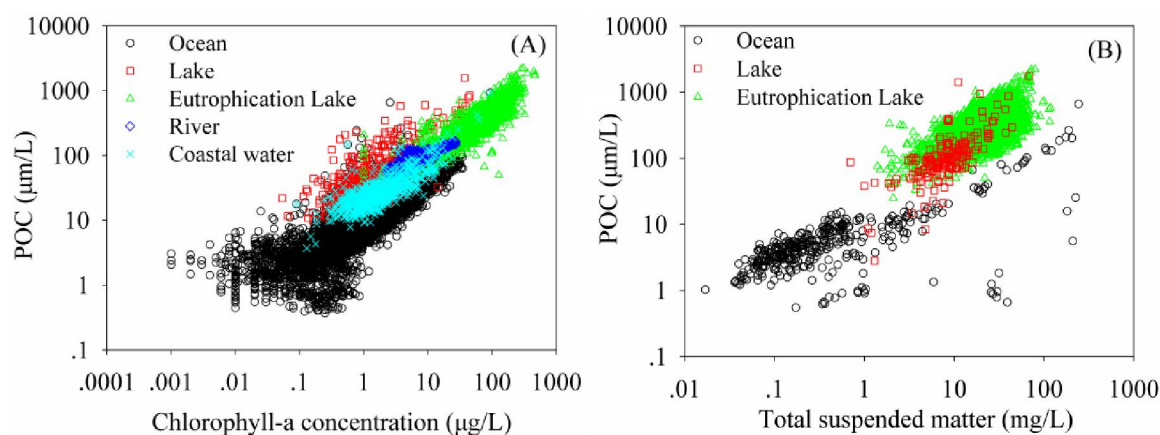 10000
1000
100
10
1
.1
POC (μm/L)
(A)
Ocean
Lake
Eutrophication Lake
River
Coastal water
.0001 .001 .01 .1 1 10 100 1000
Chlorophyll-a concentration (μg/L)
10000
1000
100
10
1
.1
POC (μm/L)
(B)
Ocean
Lake
Eutrophication Lake
.01 .1 1 10 100 1000
Total suspended matter (mg/L)